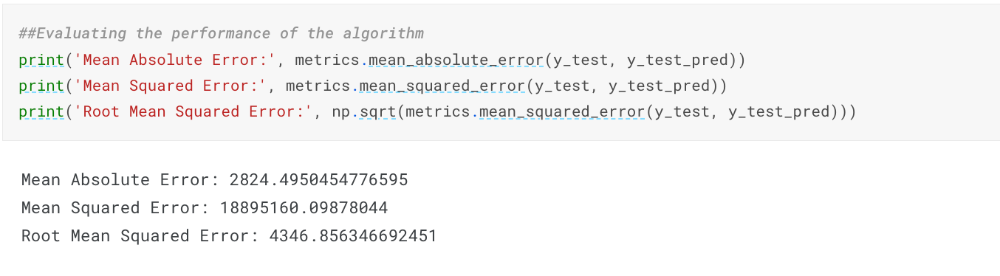 ##Evaluating the performance of the algorithm
print('Mean Absolute Error:', metrics.mean_absolute_error(y_test, y_test_pred))
print('Mean Squared Error:', metrics.mean_squared_error(y_test, y_test_pred))
print('Root Mean Squared Error:', np.sqrt(metrics.mean_squared_error(y_test, y_test_pred)))
Mean Absolute Error: 2824.4950454776595
Mean Squared Error: 18895160.09878044
Root Mean Squared Error: 4346.856346692451